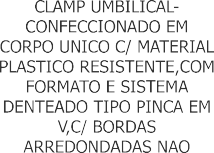 CLAMP UMBILICAL-
CONFECCIONADO EM
CORPO UNICO C/ MATERIAL
PLASTICO RESISTENTE,COM
FORMATO E SISTEMA
DENTEADO TIPO PINCA EM
V,C/ BORDAS
ARREDONDADAS NAO